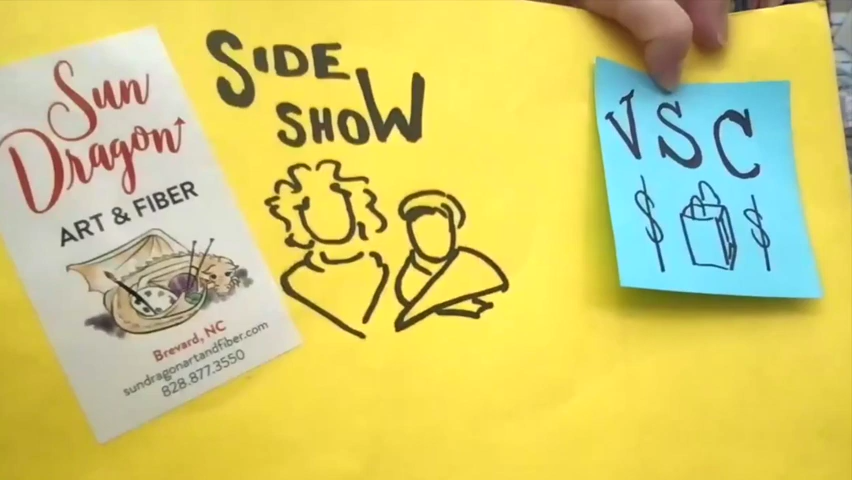 Sun
Dragon
ART & FIBER
Brevard, NC
sundragonartandfiber.com
828.877.3550
SIDE
SHOW
VSC
$ $